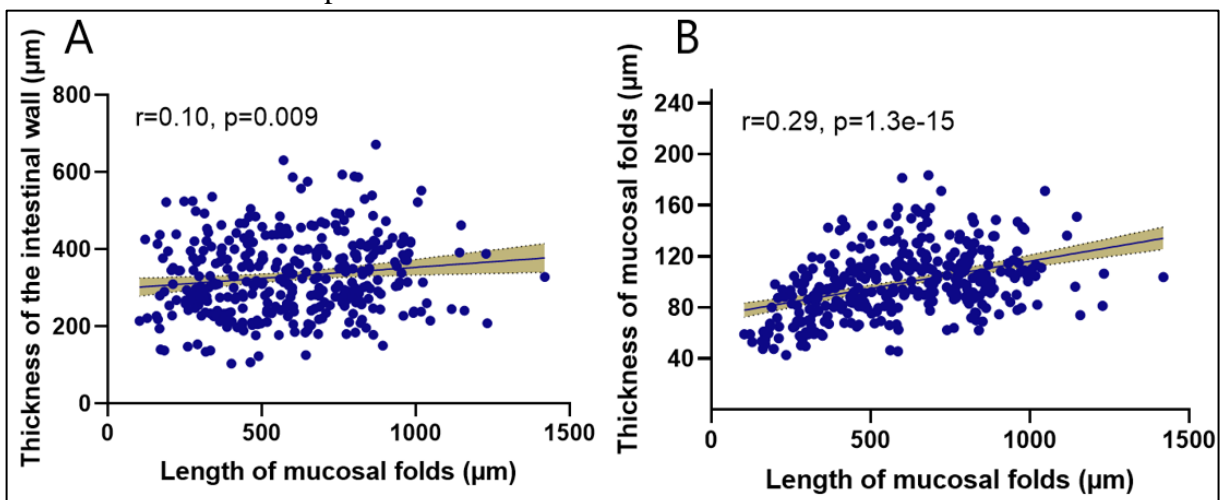 A
Thickness of the intestinal wall (µm)
800
600
400
200
0
r=0.10, p=0.009
0
500
1000
1500
Length of mucosal folds (µm)
B
Thickness of mucosal folds (µm)
240
200
160
120
80
40
r=0.29, p=1.3e-15
0
500
1000
1500
Length of mucosal folds (µm)